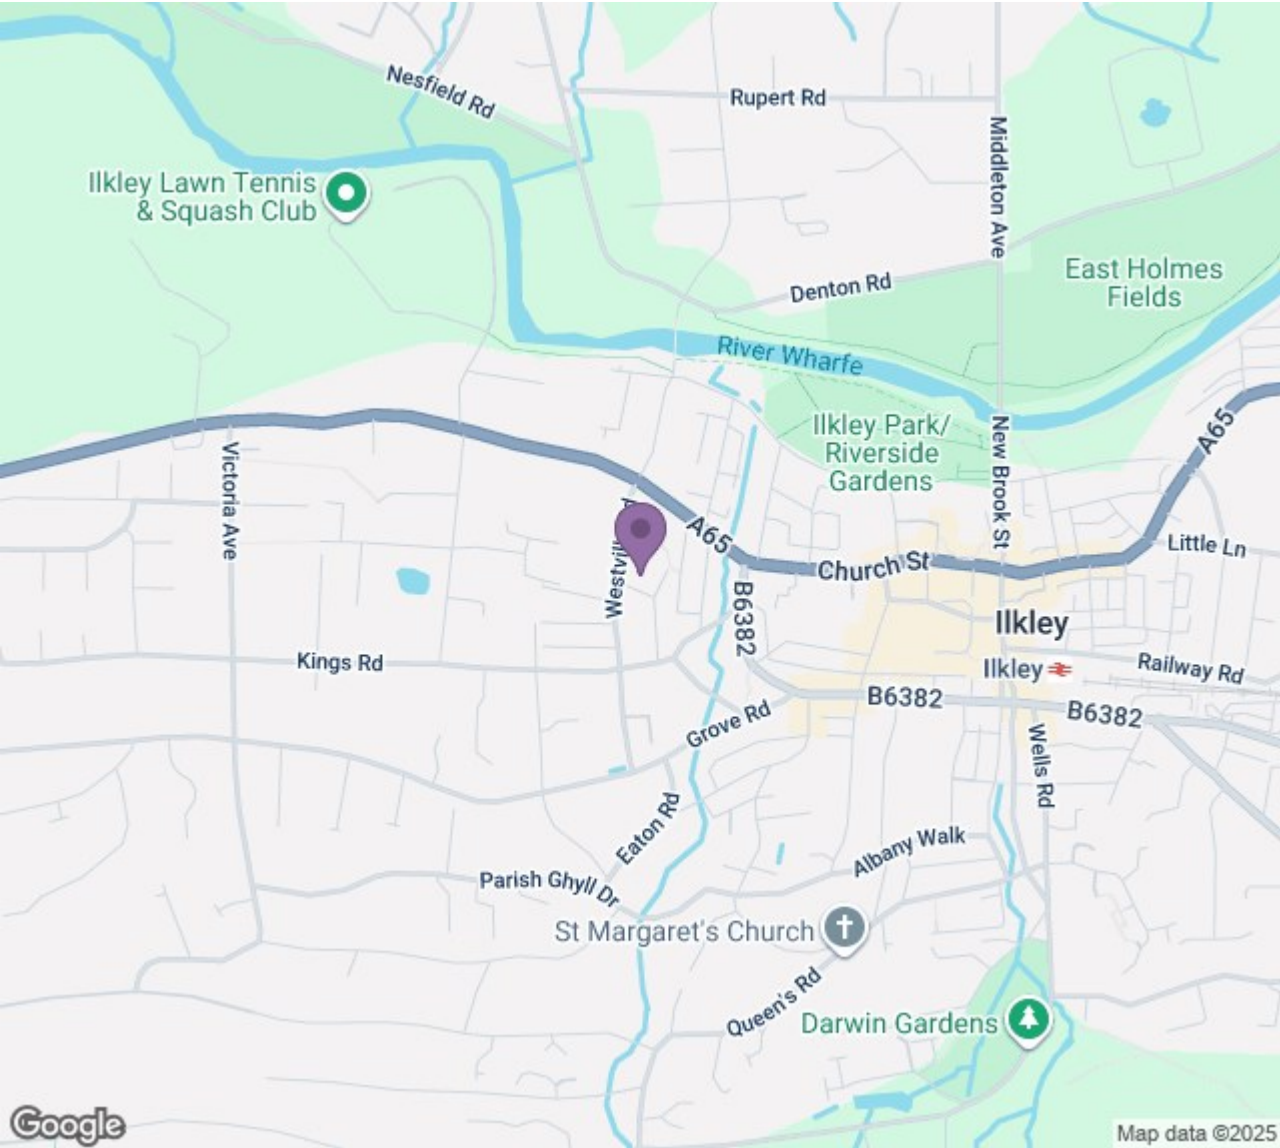 Nesfield Rd
Rupert Rd
Middleton Ave
Ilkley Lawn Tennis
& Squash Club
East Holmes
Fields
Denton Rd
River Wharfe
Ilkley Park/
Riverside
Gardens
New Brook St
A65
Victoria Ave
A65
Little Ln
Church St
B6382
Ilkley
Kings Rd
Ilkley
Railway Rd
B6382
B6382
Grove Rd
Wells Rd
Eaton Rd
Albany Walk
Parish Ghyll Dr
St Margaret's Church
Queen's Rd
Darwin Gardens
Google
Map data ©2025